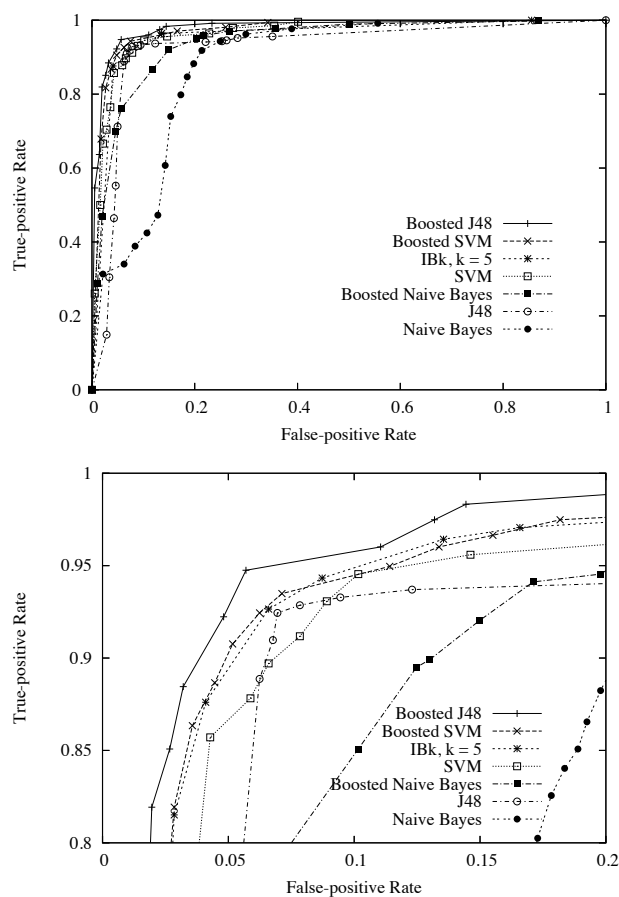 1
0.8
0.6
0.4
0.2
0
True-positive Rate
Boosted J48
Boosted SVM
IBk, k = 5
SVM
Boosted Naive Bayes
J48
Naive Bayes
0 0.2 0.4 0.6 0.8 1
False-positive Rate
1
0.95
0.9
0.85
0.8
True-positive Rate
Boosted J48
Boosted SVM
IBk, k = 5
SVM
Boosted Naive Bayes
J48
Naive Bayes
0 0.05 0.1 0.15 0.2
False-positive Rate